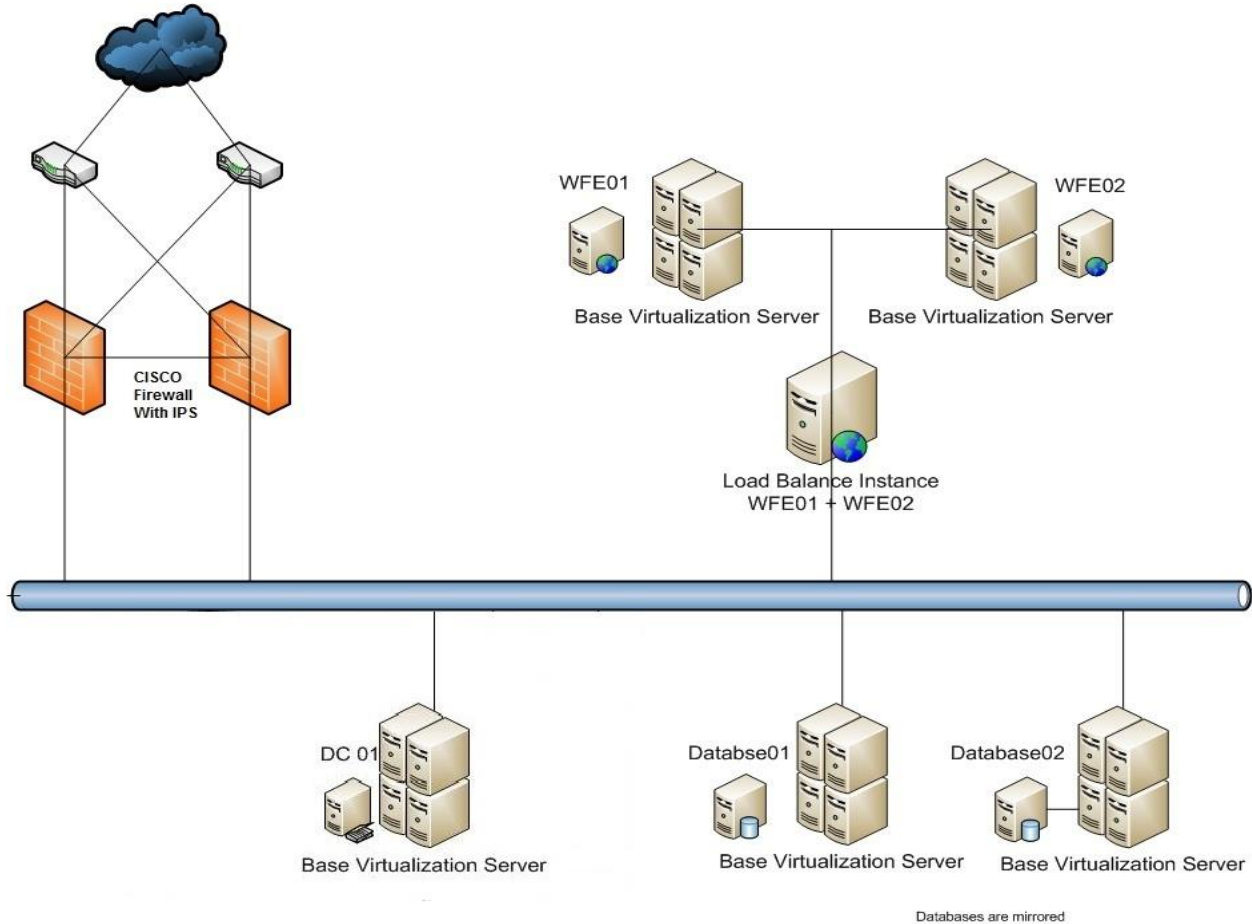 WFE01
WFE02
Base Virtualization Server
Base Virtualization Server
CISCO
Firewall
With IPS
Load Balance Instance
WFE01 + WFE02
DC 01
Databse01
Database02
Base Virtualization Server
Base Virtualization Server
Base Virtualization Server
Databases are mirrored